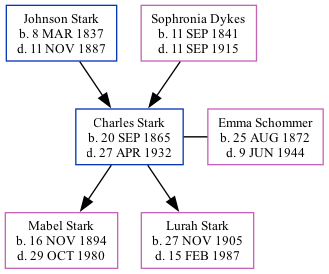 Johnson Stark
b. 8 MAR 1837
d. 11 NOV 1887
Sophronia Dykes
b. 11 SEP 1841
d. 11 SEP 1915
Charles Stark
b. 20 SEP 1865
d. 27 APR 1932
Emma Schommer
b. 25 AUG 1872
d. 9 JUN 1944
Mabel Stark
b. 16 NOV 1894
d. 29 OCT 1980
Lurah Stark
b. 27 NOV 1905
d. 15 FEB 1987